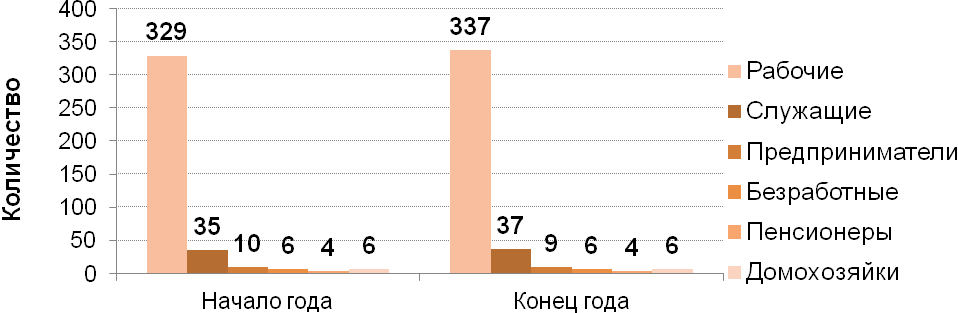 Количество
400
350
300
250
200
150
100
50
0
329
35
10
6
4
6
337
37
9
6
4
6
Начало года
Конец года
Рабочие
Служащие
Предприниматели
Безработные
Пенсионеры
Домохозяйки